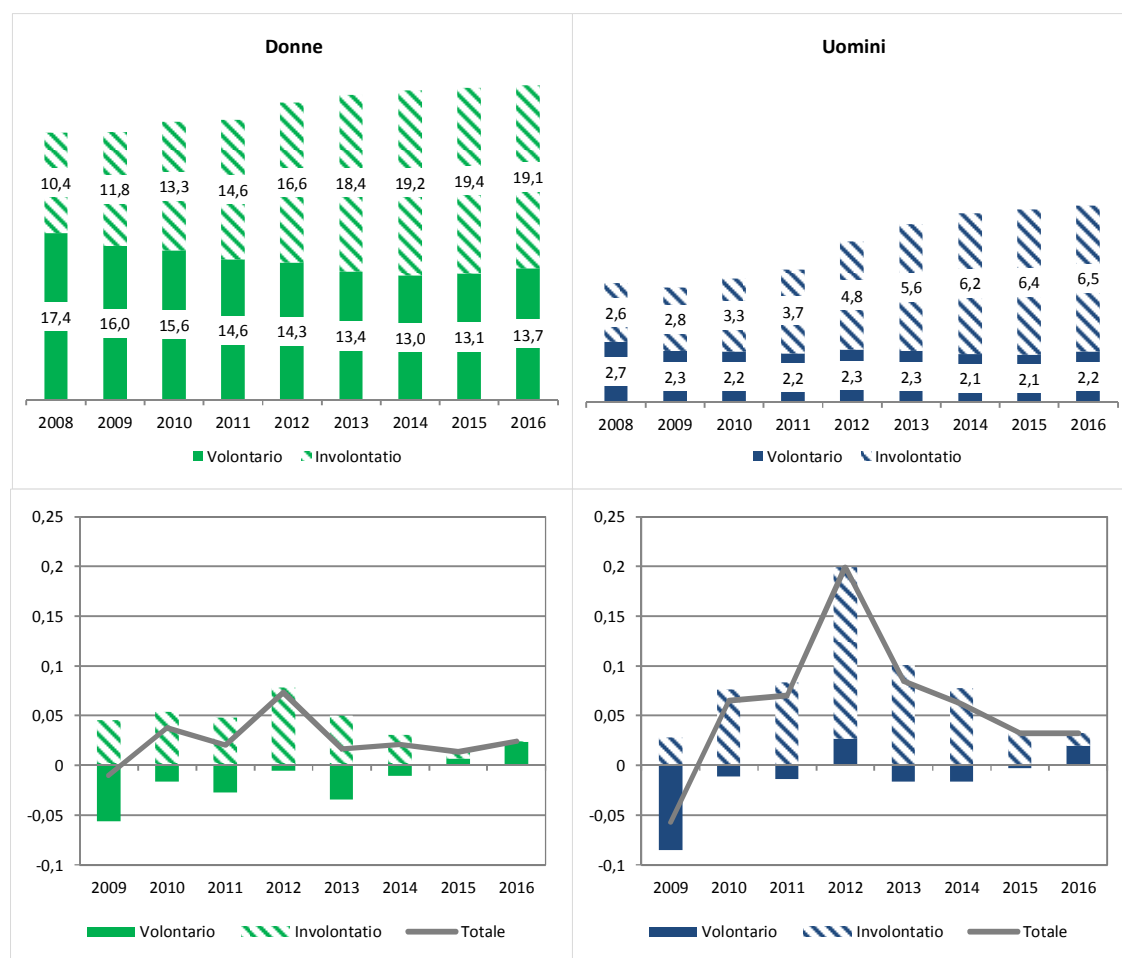 Donne
10,4 11,8 13,3 14,6 16,6 18,4 19,2 19,4 19,1
17,4 16,0 15,6 14,6 14,3 13,4 13,0 13,1 13,7
2008 2009 2010 2011 2012 2013 2014 2015 2016
Volontario Involontatio
Uomini
2,6 2,8 3,3 3,7 4,8 5,6 6,2 6,4 6,5
2,7 2,3 2,2 2,2 2,3 2,3 2,1 2,1 2,2
2008 2009 2010 2011 2012 2013 2014 2015 2016
Volontario Involontatio
0,25
0,2
0,15
0,1
0,05
0
-0,05
-0,1
2009 2010 2011 2012 2013 2014 2015 2016
Volontario Involontatio Totale
0,25
0,2
0,15
0,1
0,05
0
-0,05
-0,1
2009 2010 2011 2012 2013 2014 2015 2016
Volontario Involontatio Totale